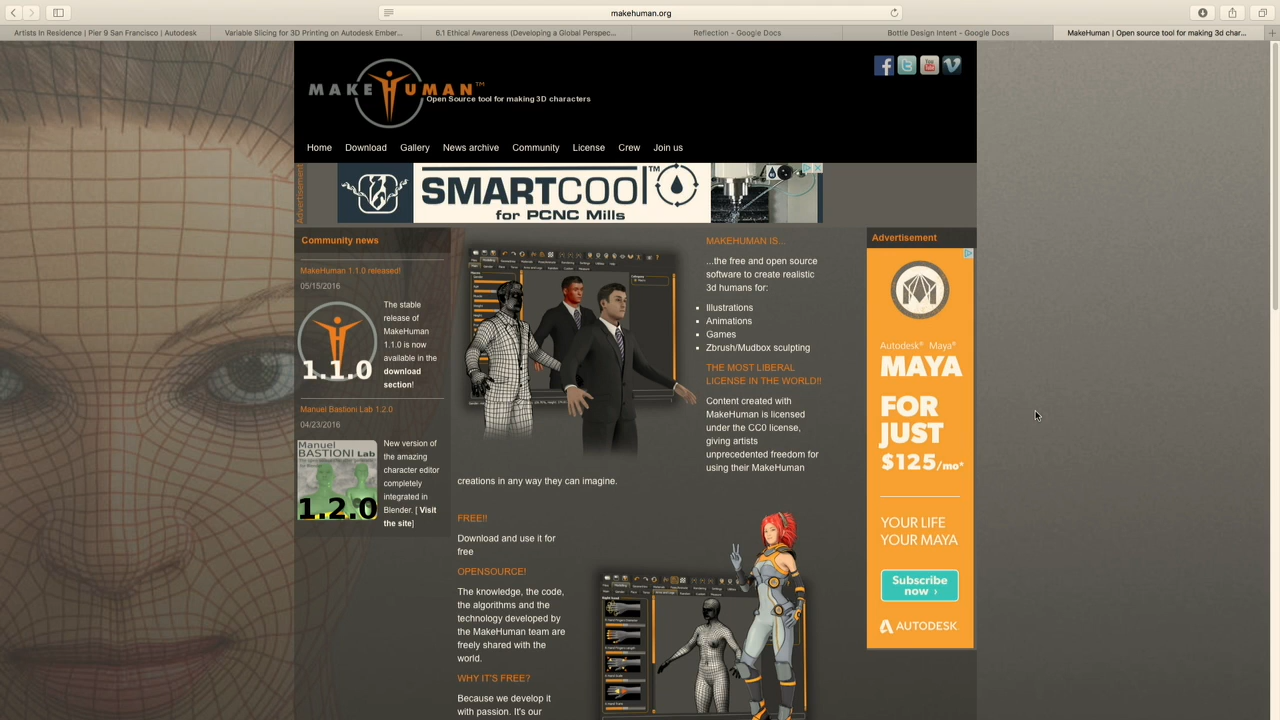 makehuman.org
Artists In Residence | Pier 9 San Francisco | Autodesk
Variable Slicing for 3D Printing on Autodesk Ember...
6.1 Ethical Awareness (Developing a Global Perspec...
Reflection - Google Docs
Bottle Design Intent - Google Docs
MakeHuman | Open source tool for making 3d char...
MAKEHUMAN™
Open Source tool for making 3D characters
Home Download Gallery News archive Community License Crew Join us
Advertisement
SMARTCOOL™
for PCNC Mills
Community news
MakeHuman 1.1.0 released!
05/15/2016
The stable
release of
MakeHuman
1.1.0 is now
available in the
download
section!
1.1.0
Manuel Bastioni Lab 1.2.0
04/23/2016
Manuel
BASTIONI Lab
1.2.0
New version of
the amazing
character editor
completely
integrated in
Blender. [ Visit
the site]
MAKEHUMAN IS...
...the free and open source
software to create realistic
3d humans for:
Illustrations
Animations
Games
Zbrush/Mudbox sculpting
THE MOST LIBERAL
LICENSE IN THE WORLD!!
Content created with
MakeHuman is licensed
under the CC0 license,
giving artists
unprecedented freedom for
using their MakeHuman
creations in any way they can imagine.
FREE!!
Download and use it for
free
OPENSOURCE!
The knowledge, the code,
the algorithms and the
technology developed by
the MakeHuman team are
freely shared with the
world.
WHY IT'S FREE?
Because we develop it
with passion. It's our
Advertisement
Autodesk® Maya®
MAYA
FOR
JUST
$125/mo*
YOUR LIFE
YOUR MAYA
Subscribe
now ›
AUTODESK